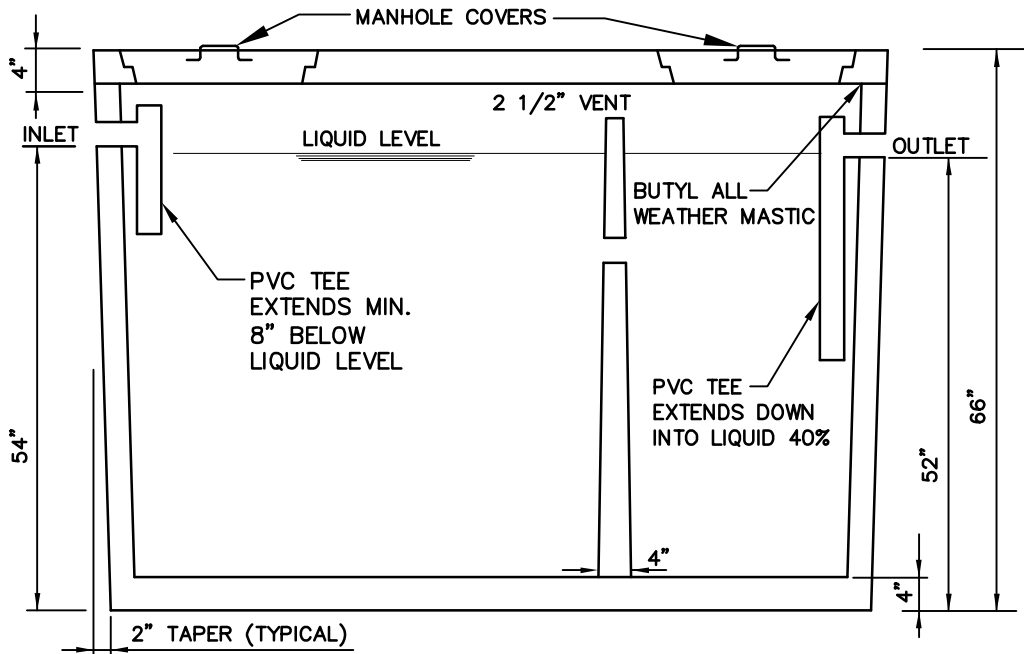 MANHOLE COVERS
4"
2 1/2" VENT
INLET
LIQUID LEVEL
OUTLET
BUTYL ALL
WEATHER MASTIC
PVC TEE
EXTENDS MIN.
8" BELOW
LIQUID LEVEL
PVC TEE
EXTENDS DOWN
INTO LIQUID 40%
54"
52"
66"
4"
4"
2" TAPER (TYPICAL)